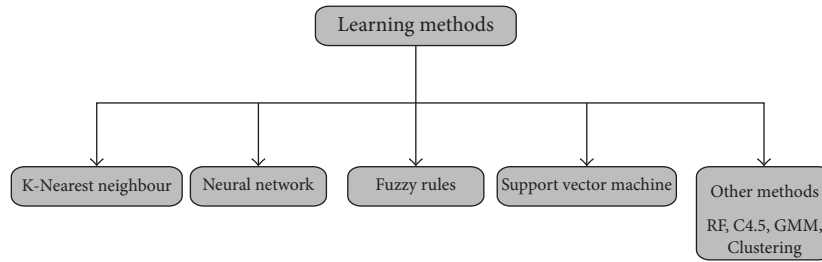 Learning methods
K-Nearest neighbour
Neural network
Fuzzy rules
Support vector machine
Other methods
RF, C4.5, GMM,
Clustering